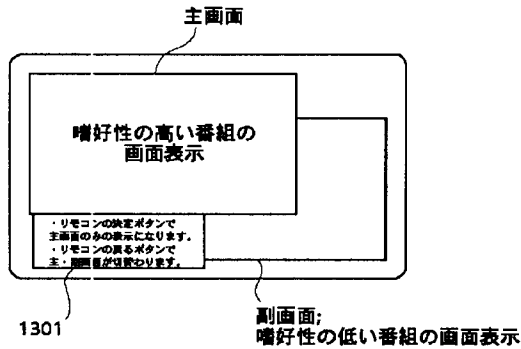 主画面
嗜好性の高い番組の
画面表示
・リモコンの決定ボタンで
主画面のみの表示になります。
・リモコンの戻るボタンで
主・副画面が切替わります。
1301
副画面;
嗜好性の低い番組の画面表示